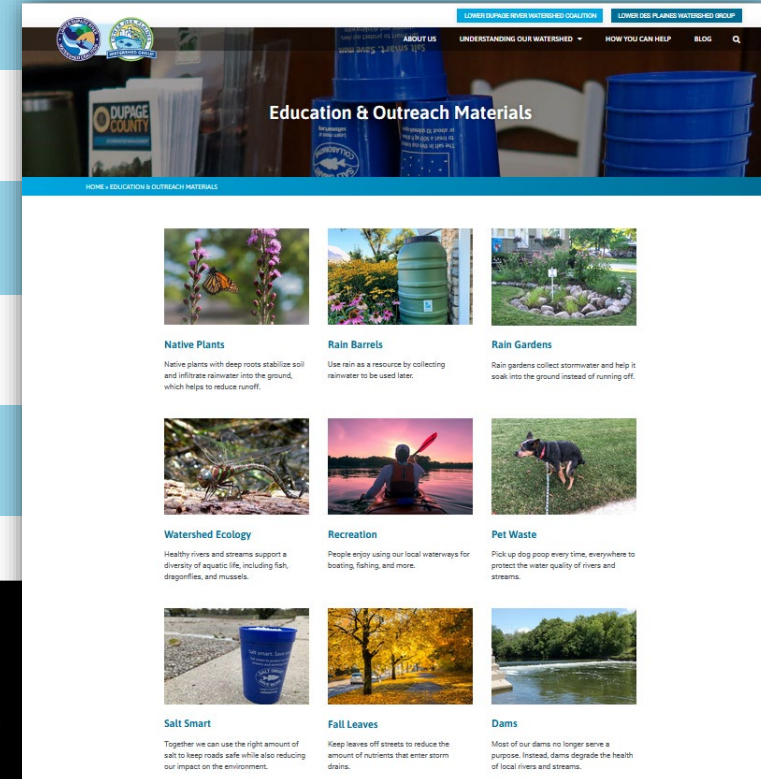 LOWER DUPAGE RIVER WATERSHED COALITION
LOWER DES PLAINES WATERSHED GROUP
ABOUT US
UNDERSTANDING OUR WATERSHED
HOW YOU CAN HELP
BLOG
Salt smart. Save more
DUPAGE
COUNTY
Education & Outreach Materials
SALT SMART
COLLABORATIVE
HOME » EDUCATION & OUTREACH MATERIALS
Native Plants
Native plants with deep roots stabilize soil
and infiltrate rainwater into the ground,
which helps to reduce runoff.
Rain Barrels
Use rain as a resource by collecting
rainwater to be used later.
Rain Gardens
Rain gardens collect stormwater and help it
soak into the ground instead of running off.
Watershed Ecology
Healthy rivers and streams support a
diversity of aquatic life, including fish,
dragonflies, and mussels.
Recreation
People enjoy using our local waterways for
boating, fishing, and more.
Pet Waste
Pick up dog poop every time, everywhere to
protect the water quality of rivers and
streams.
Salt smart. Save
Salt Smart
Together we can use the right amount of
salt to keep roads safe while also reducing
our impact on the environment.
Fall Leaves
Keep leaves off streets to reduce the
amount of nutrients that enter storm
drains.
Dams
Most of our dams no longer serve a
purpose. Instead, dams degrade the health
of local rivers and streams.